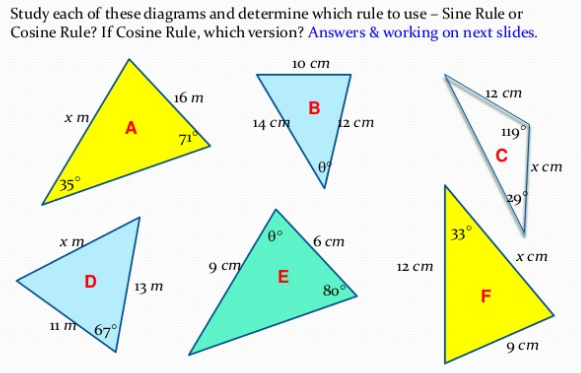 Study each of these diagrams and determine which rule to use – Sine Rule or
Cosine Rule? If Cosine Rule, which version? Answers & working on next slides.
x m
16 m
A
71°
35°
10 cm
B
14 cm
12 cm
θ°
12 cm
119°
C
x cm
29°
x m
D
13 m
11 m
67°
θ°
6 cm
9 cm
E
80°
33°
12 cm
x cm
F
9 cm